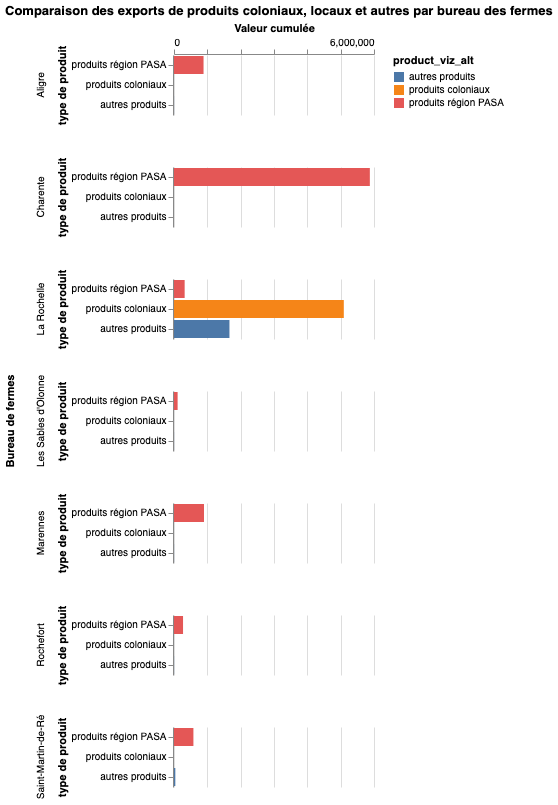 Comparaison des exports de produits coloniaux, locaux et autres par bureau des fermes
Valeur cumulée
0 6,000,000
product_viz_alt
autres produits
produits coloniaux
produits région PASA
Bureau de fermes
Aligre
type de produit
produits région PASA
produits coloniaux
autres produits
Charente
type de produit
produits région PASA
produits coloniaux
autres produits
La Rochelle
type de produit
produits région PASA
produits coloniaux
autres produits
Les Sables d'Olonne
type de produit
produits région PASA
produits coloniaux
autres produits
Marennes
type de produit
produits région PASA
produits coloniaux
autres produits
Rochefort
type de produit
produits région PASA
produits coloniaux
autres produits
Saint-Martin-de-Ré
type de produit
produits région PASA
produits coloniaux
autres produits